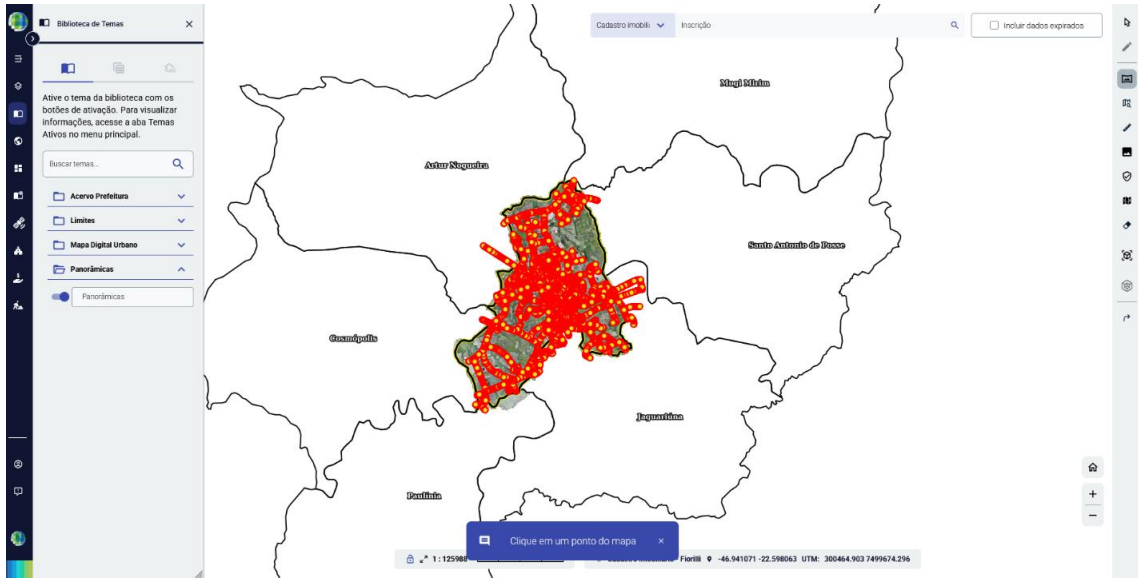 Biblioteca de Temas
Ative o tema da biblioteca com os
botões de ativação. Para visualizar
informações, acesse a aba Temas
Ativos no menu principal.
Buscar temas...
Acervo Prefeitura
Limites
Mapa Digital Urbano
Panorâmicas
Panorâmicas
Cadastro Imobili
Inscrição
Incluir dados expirados
Mogi Mirim
Artur Nogueira
Santo Antonio de Posse
Cosmópolis
Jaguariúna
Paulínia
Clique em um ponto do mapa
1 : 125988
Fiorilli
-46.941071 -22.598063 UTM: 300464.903 7499674.296